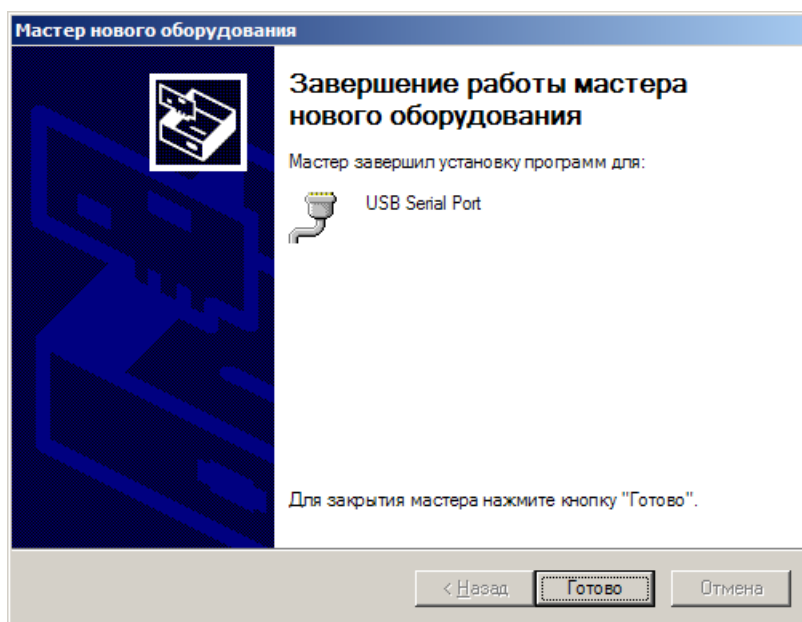 Мастер нового оборудования
Завершение работы мастера
нового оборудования
Мастер завершил установку программ для:
USB Serial Port
Для закрытия мастера нажмите кнопку "Готово".
< Назад
Готово
Отмена